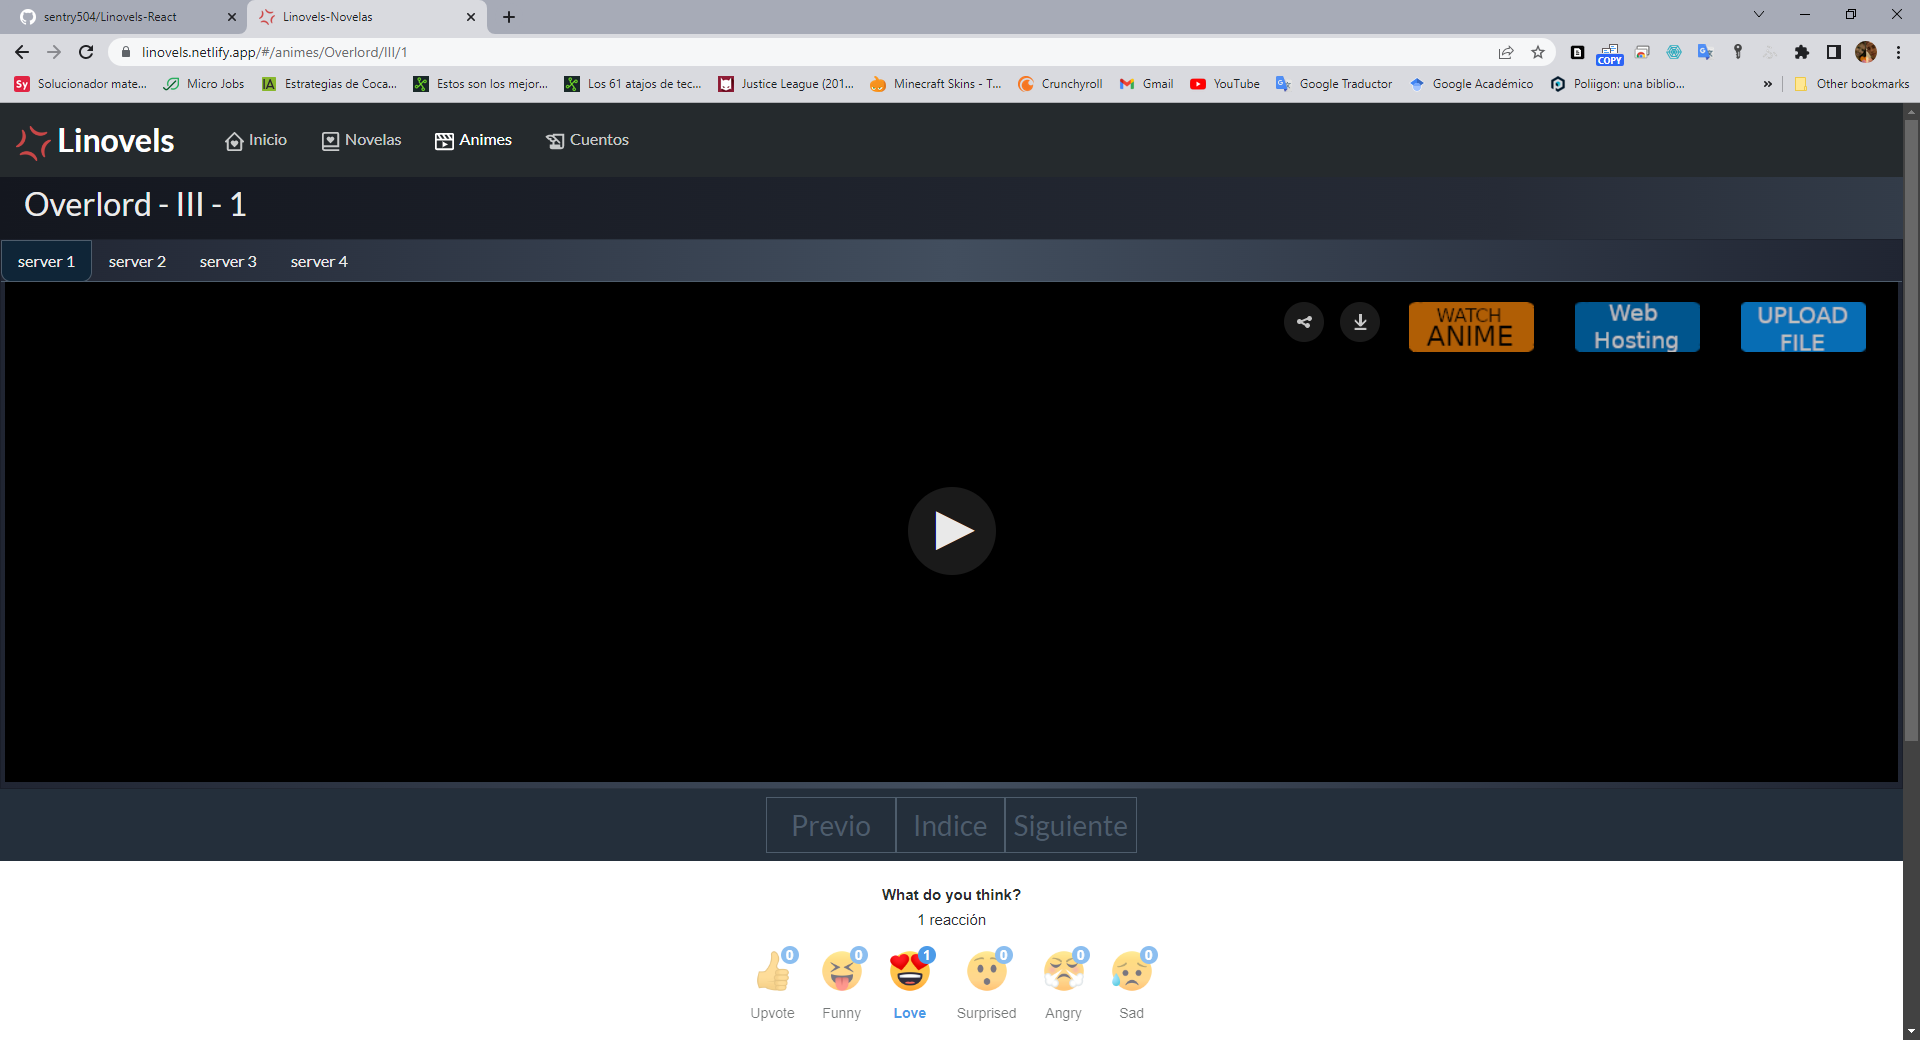 sentry504/Linovels-React
Linovels-Novelas
linovels.netlify.app/#/animes/Overlord/III/1
COPY
Sy Solucionador mate...
Micro Jobs
IA Estrategias de Coca...
Estos son los mejor...
Los 61 atajos de tec...
Justice League (201...
Minecraft Skins - T...
Crunchyroll
Gmail
YouTube
Google Traductor
Google Académico
Poliigon: una biblio...
»
Other bookmarks
Linovels
Inicio
Novelas
Animes
Cuentos
Overlord - III - 1
server 1
server 2
server 3
server 4
WATCH
ANIME
Web
Hosting
UPLOAD
FILE
Previo
Indice
Siguiente
What do you think?
1 reacción
0
0
1
0
0
0
Upvote
Funny
Love
Surprised
Angry
Sad